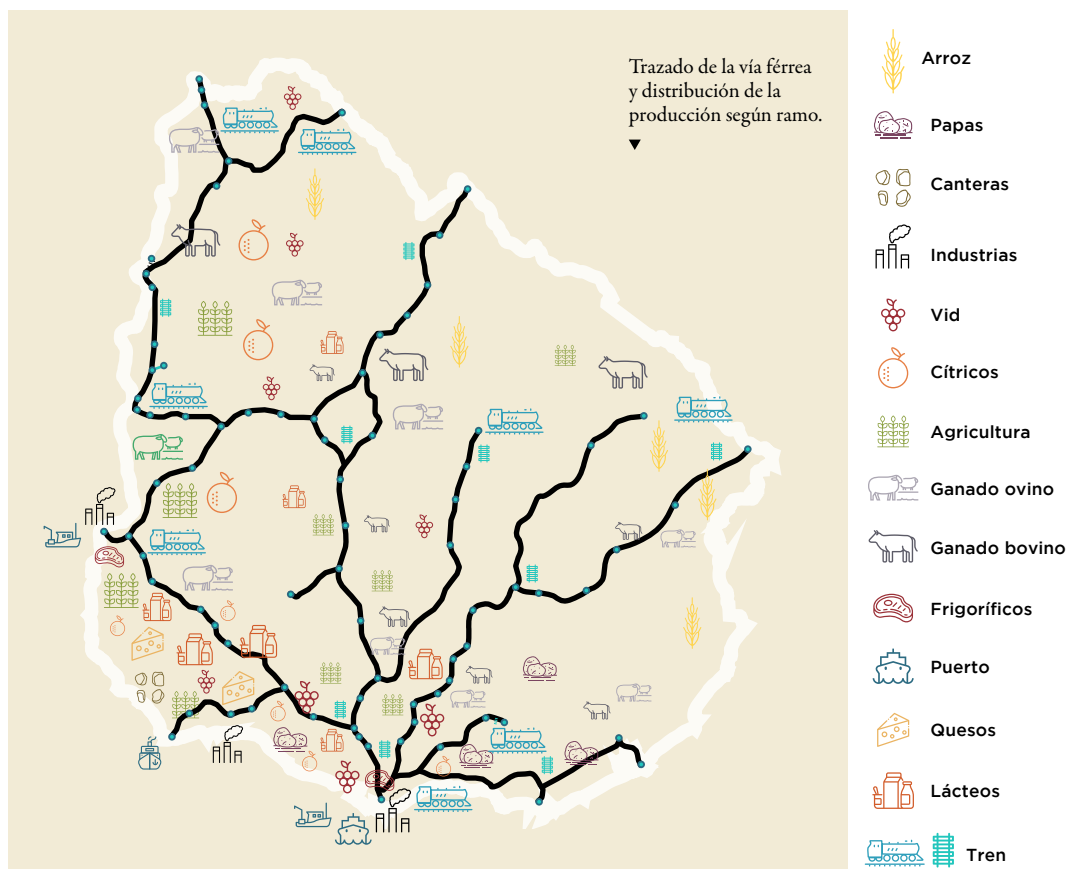 Trazado de la vía férrea
y distribución de la
producción según ramo.
Arroz
Papas
Canteras
Industrias
Vid
Cítricos
Agricultura
Ganado ovino
Ganado bovino
Frigoríficos
Puerto
Quesos
Lácteos
Tren